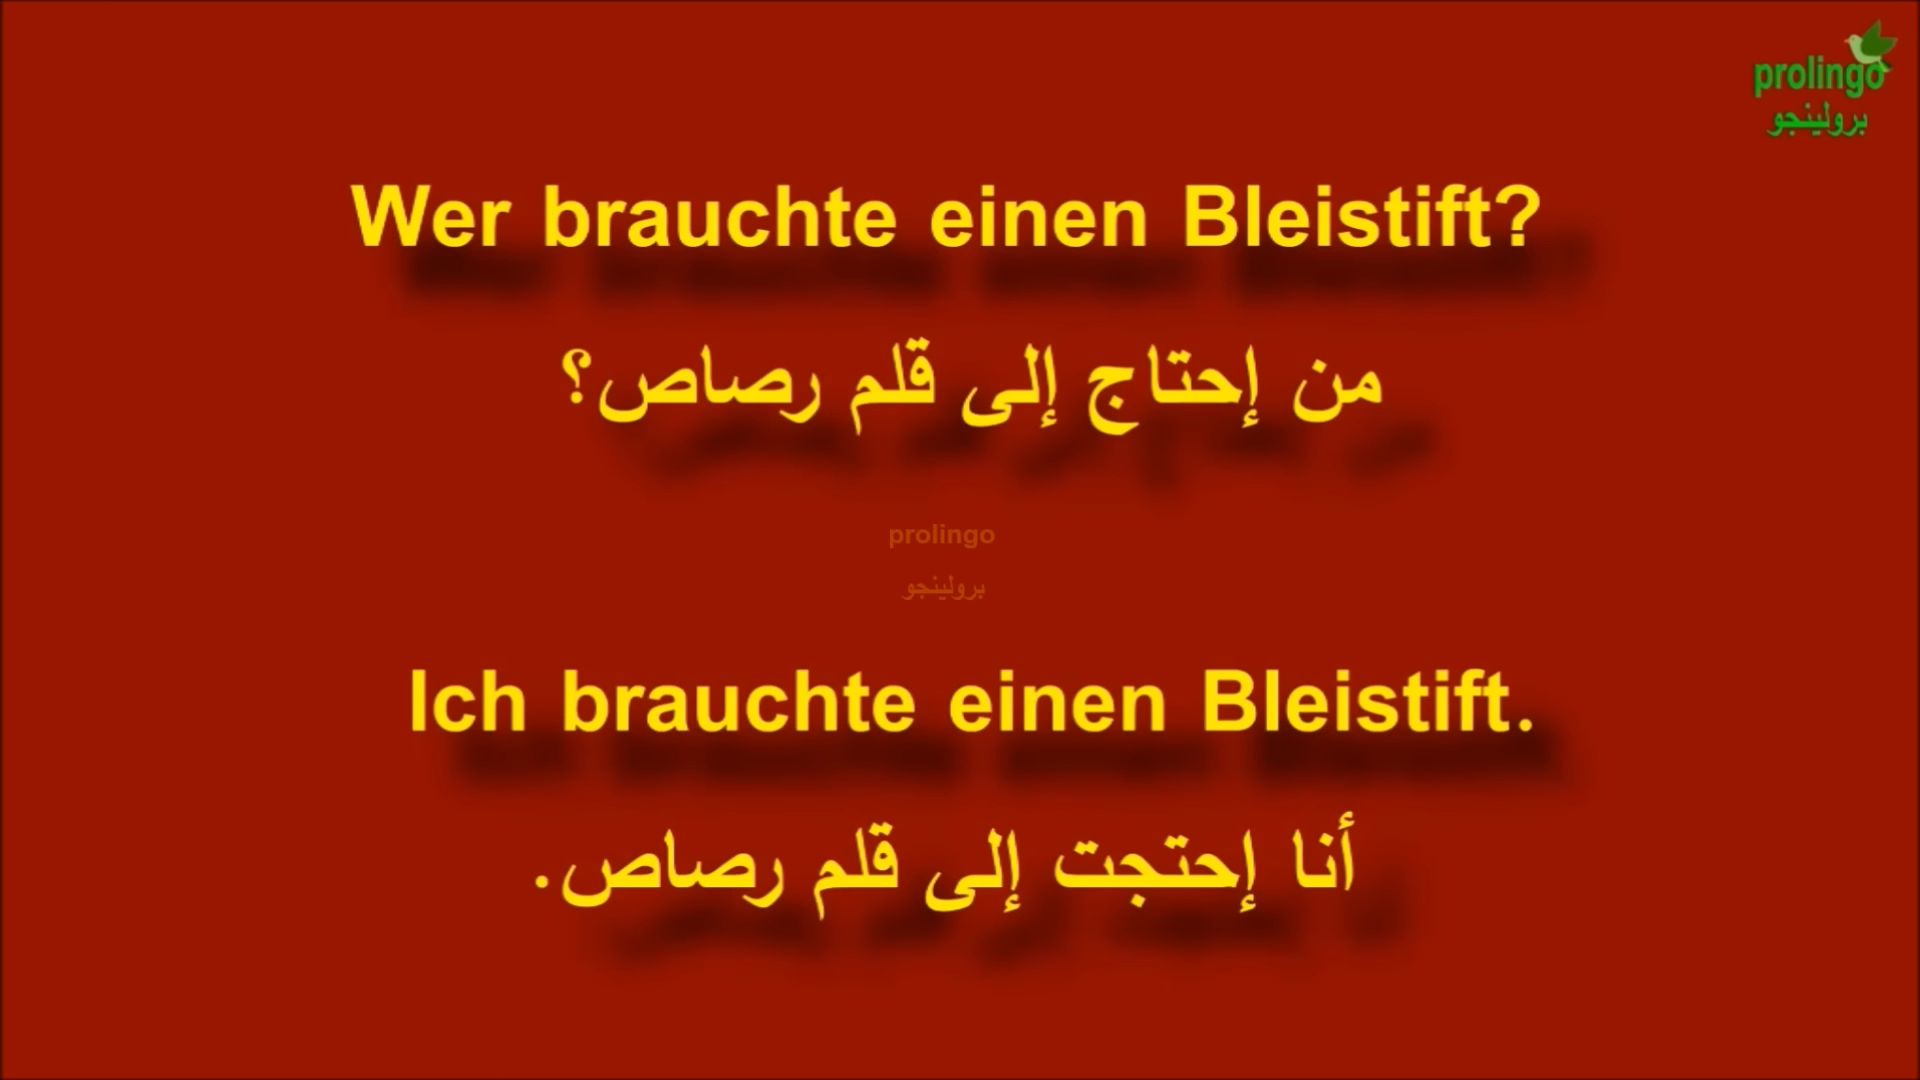 prolingo
برولينجو
Wer brauchte einen Bleistift?
من إحتاج إلى قلم رصاص؟
prolingo
برولينجو
Ich brauchte einen Bleistift.
أنا إحتجت إلى قلم رصاص.